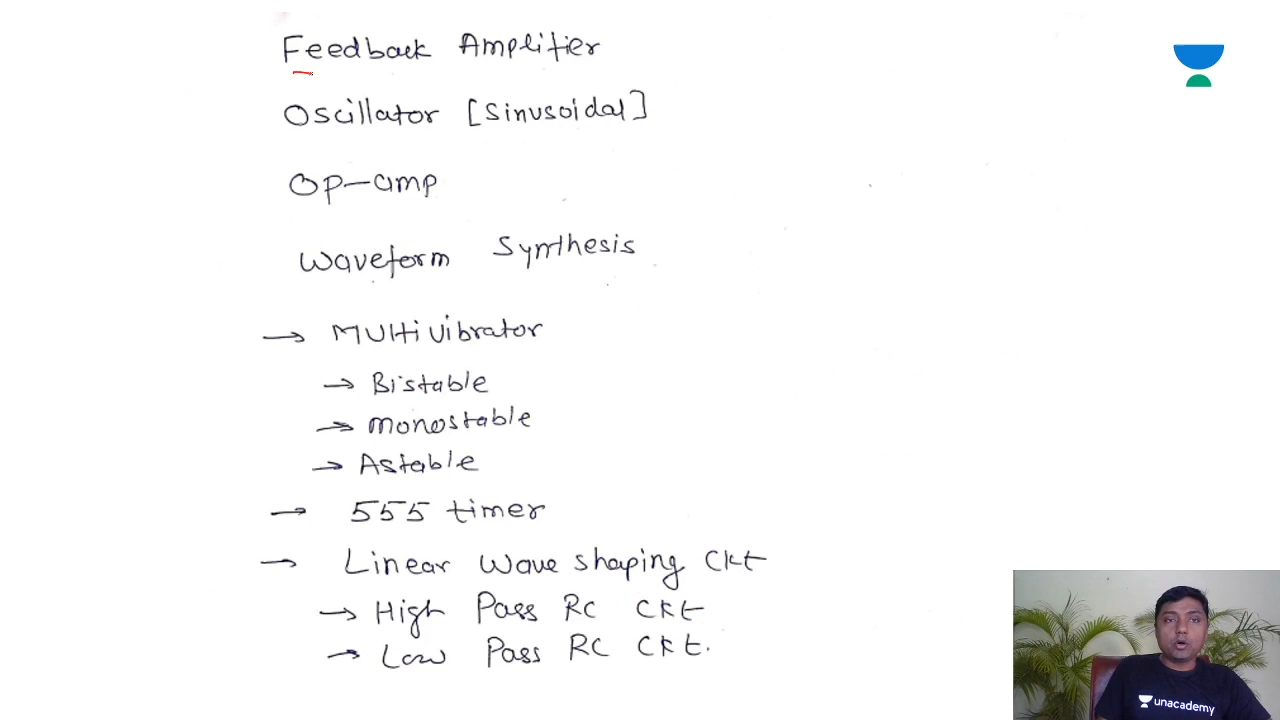 Feedback Amplifier
Oscillator [Sinusoidal]
Op-amp
Waveform Synthesis
→ Multivibrator
→ Bistable
→ Monostable
→ Astable
→ 555 timer
→ Linear Wave shaping Ckt
→ High Pass RC CKt
→ Low Pass RC CKt.
unacademy